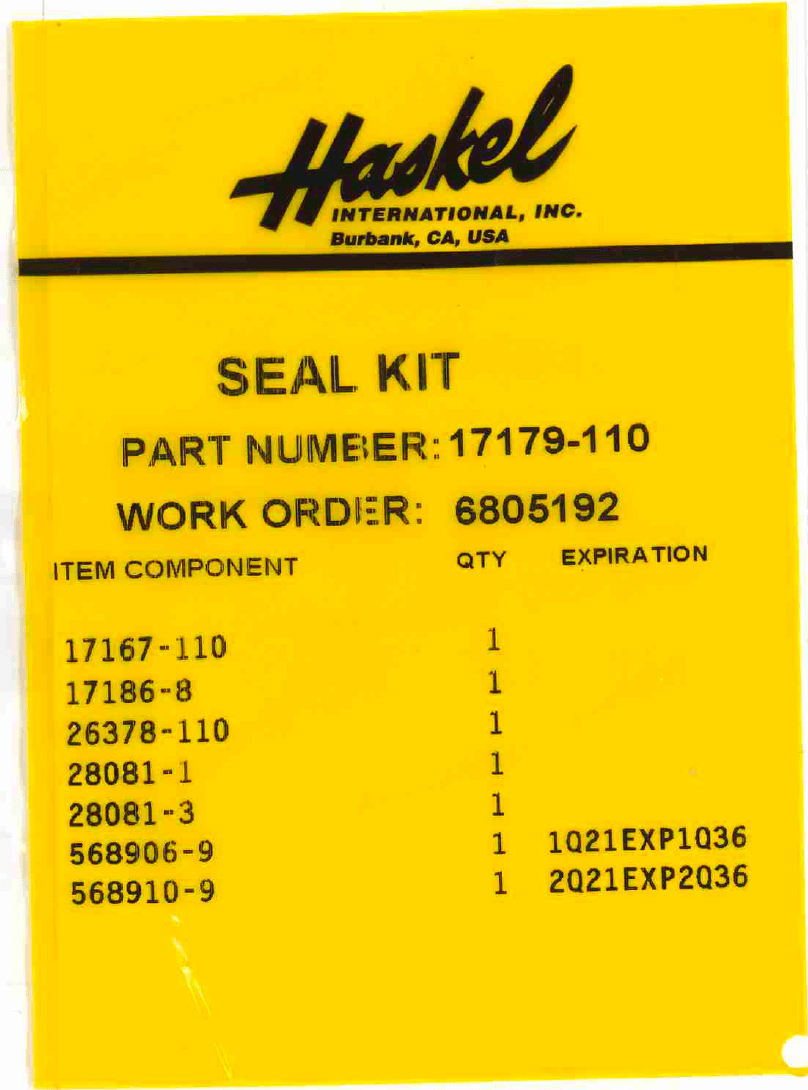 Haskel
INTERNATIONAL, INC.
Burbank, CA, USA
SEAL KIT
PART NUMBER: 17179-110
WORK ORDER: 6805192
ITEM COMPONENT QTY EXPIRATION
17167-110 1
17186-8 1
26378-110 1
28081-1 1
28081-3 1
568906-9 1 1Q21EXP1Q36
568910-9 1 2Q21EXP2Q36